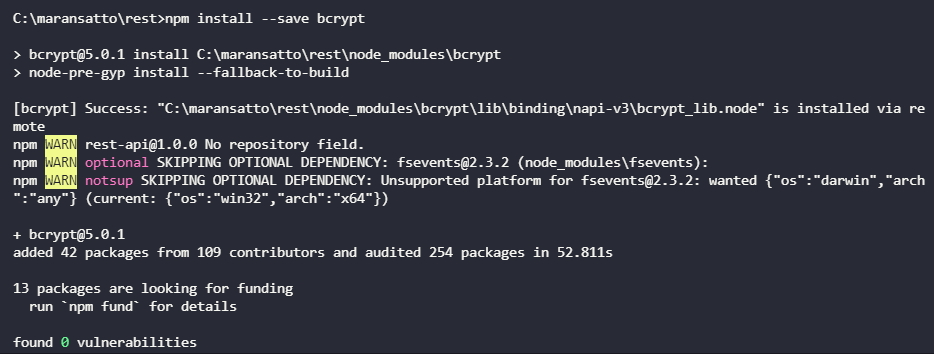 C:\maransatto\rest>npm install --save bcrypt
> bcrypt@5.0.1 install C:\maransatto\rest\node_modules\bcrypt
> node-pre-gyp install --fallback-to-build
[bcrypt] Success: "C:\maransatto\rest\node_modules\bcrypt\lib\binding\napi-v3\bcrypt_lib.node" is installed via re
mote
npm WARN rest-api@1.0.0 No repository field.
npm WARN optional SKIPPING OPTIONAL DEPENDENCY: fsevents@2.3.2 (node_modules\fsevents):
npm WARN notsup SKIPPING OPTIONAL DEPENDENCY: Unsupported platform for fsevents@2.3.2: wanted {"os":"darwin","arch
":"any"} (current: {"os":"win32","arch":"x64"})
+ bcrypt@5.0.1
added 42 packages from 109 contributors and audited 254 packages in 52.811s
13 packages are looking for funding
  run `npm fund` for details
found 0 vulnerabilities